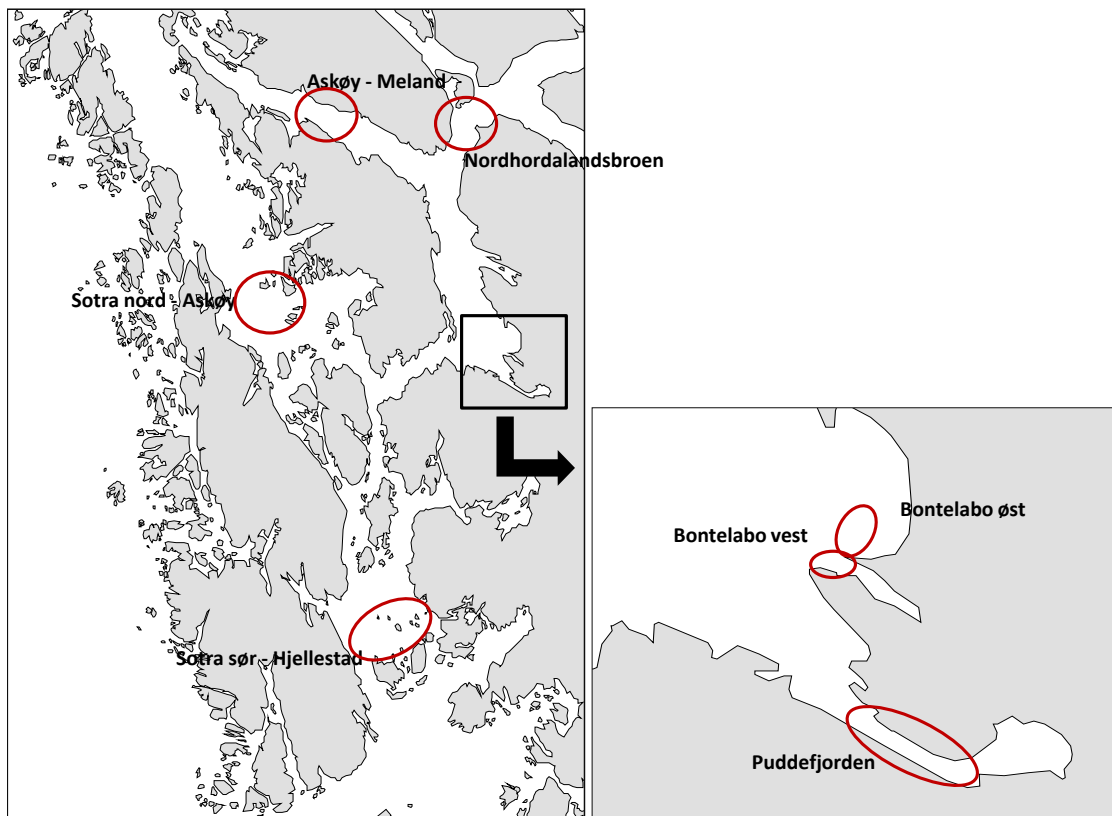 Askøy - Meland
Nordhordalandsbroen
Sotra nord - Askøy
Sotra sør - Hjellestad
Bontelabo øst
Bontelabo vest
Puddefjorden